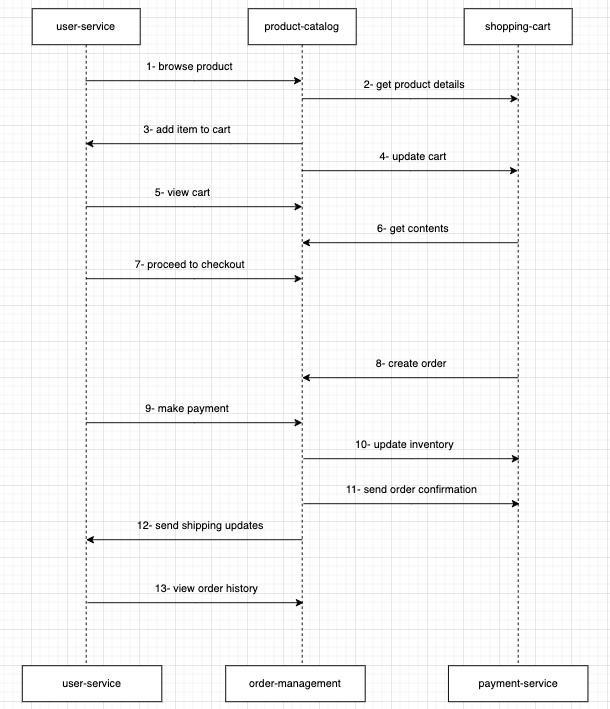 user-service
product-catalog
shopping-cart
1- browse product
2- get product details
3- add item to cart
4- update cart
5- view cart
6- get contents
7- proceed to checkout
8- create order
9- make payment
10- update inventory
11- send order confirmation
12- send shipping updates
13- view order history
user-service
order-management
payment-service